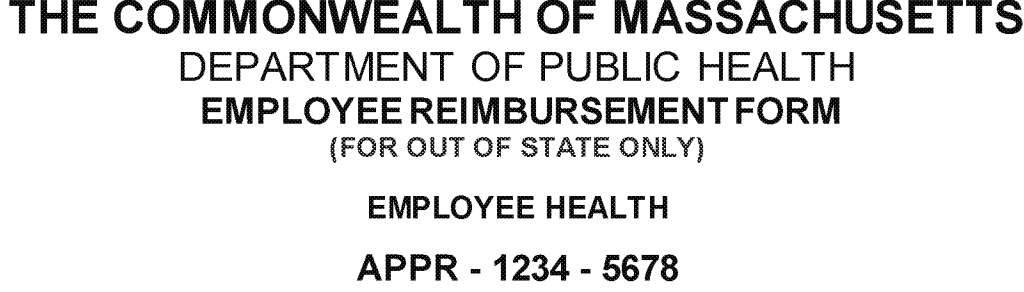 THE COMMONWEALTH OF MASSACHUSETTS
DEPARTMENT OF PUBLIC HEALTH
EMPLOYEE REIMBURSEMENT FORM
(FOR OUT OF STATE ONLY)
EMPLOYEE HEALTH
APPR - 1234 - 5678